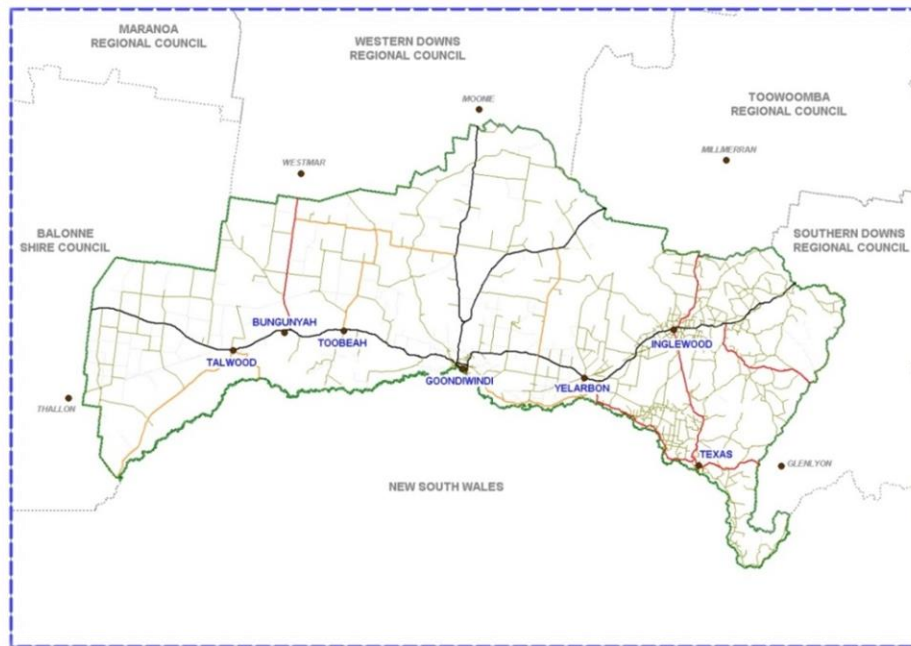 MARANOA
REGIONAL COUNCIL
WESTERN DOWNS
REGIONAL COUNCIL
TOOWOOMBA
REGIONAL COUNCIL
MOONIE
MILLMERRAN
WESTMAR
BALONNE
SHIRE COUNCIL
SOUTHERN DOWNS
REGIONAL COUNCIL
BUNGUNYAH
TOOBEAH
INGLEWOOD
TALWOOD
GOONDIWINDI
YELARBON
THALLON
TEXAS
GLENLYON
NEW SOUTH WALES